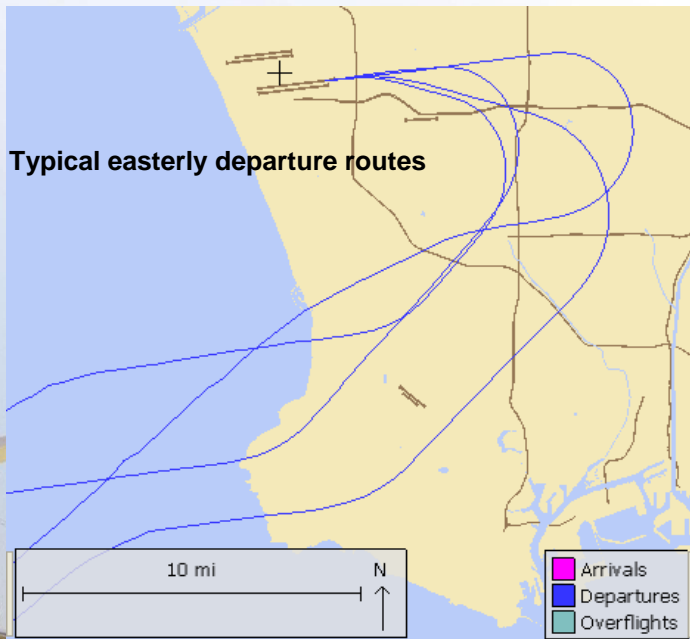 Typical easterly departure routes
10 mi
N
Arrivals
Departures
Overflights